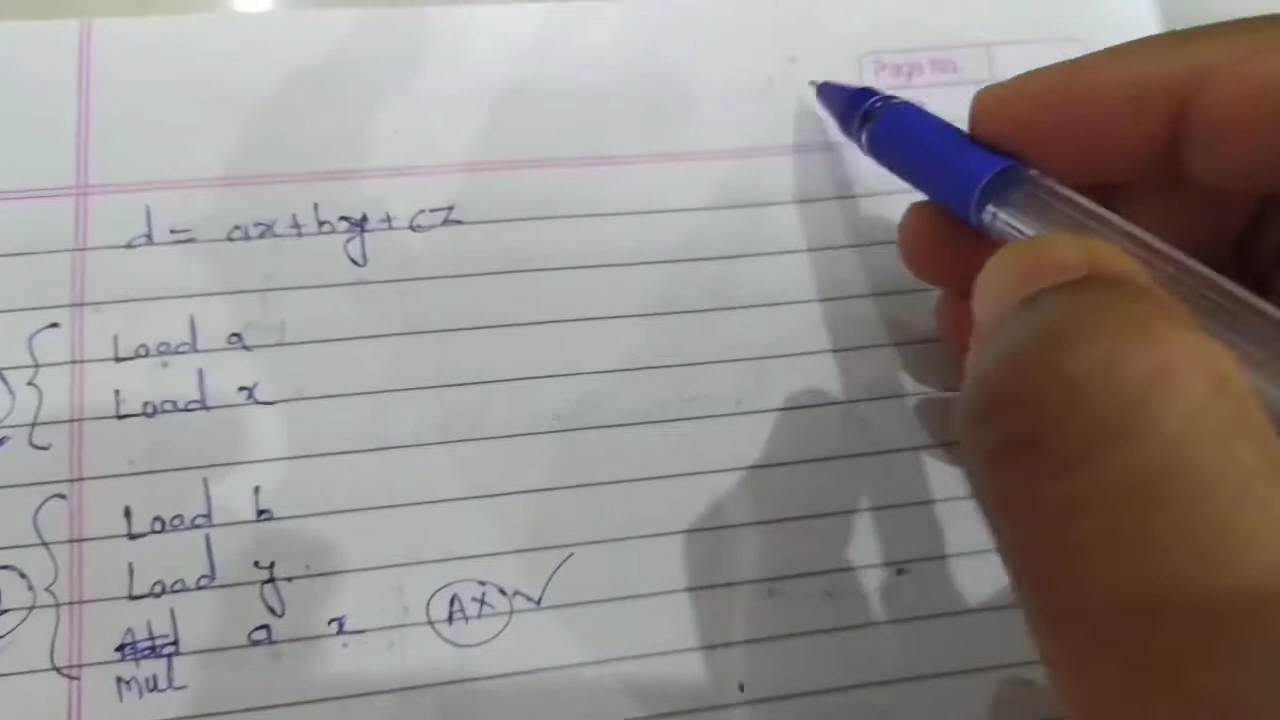 Page No.
d = ax+by+cz
Load a
Load x
Load b
Load y.
Add a x AX ✓
Mul